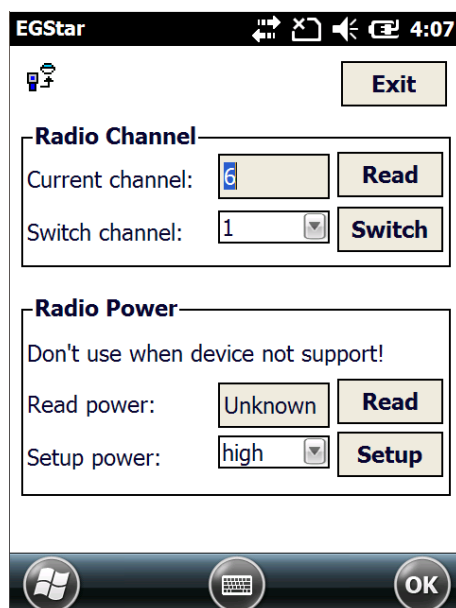 EGStar 4:07
Exit
Radio Channel
Current channel: 6 Read
Switch channel: 1 Switch
Radio Power
Don't use when device not support!
Read power: Unknown Read
Setup power: high Setup
OK